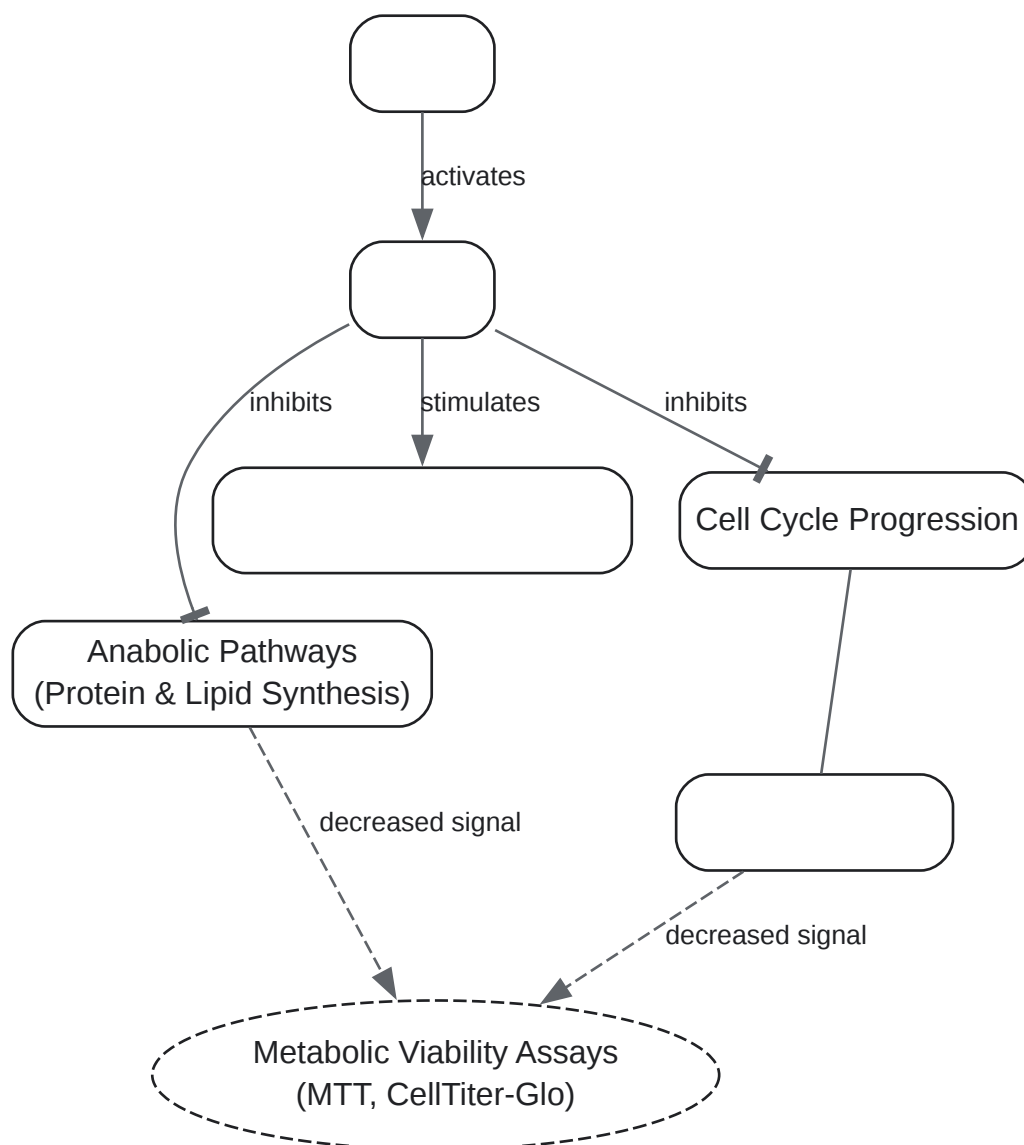 activates
inhibits
stimulates
inhibits
Cell Cycle Progression
Anabolic Pathways
(Protein & Lipid Synthesis)
decreased signal
decreased signal
Metabolic Viability Assays
(MTT, CellTiter-Glo)